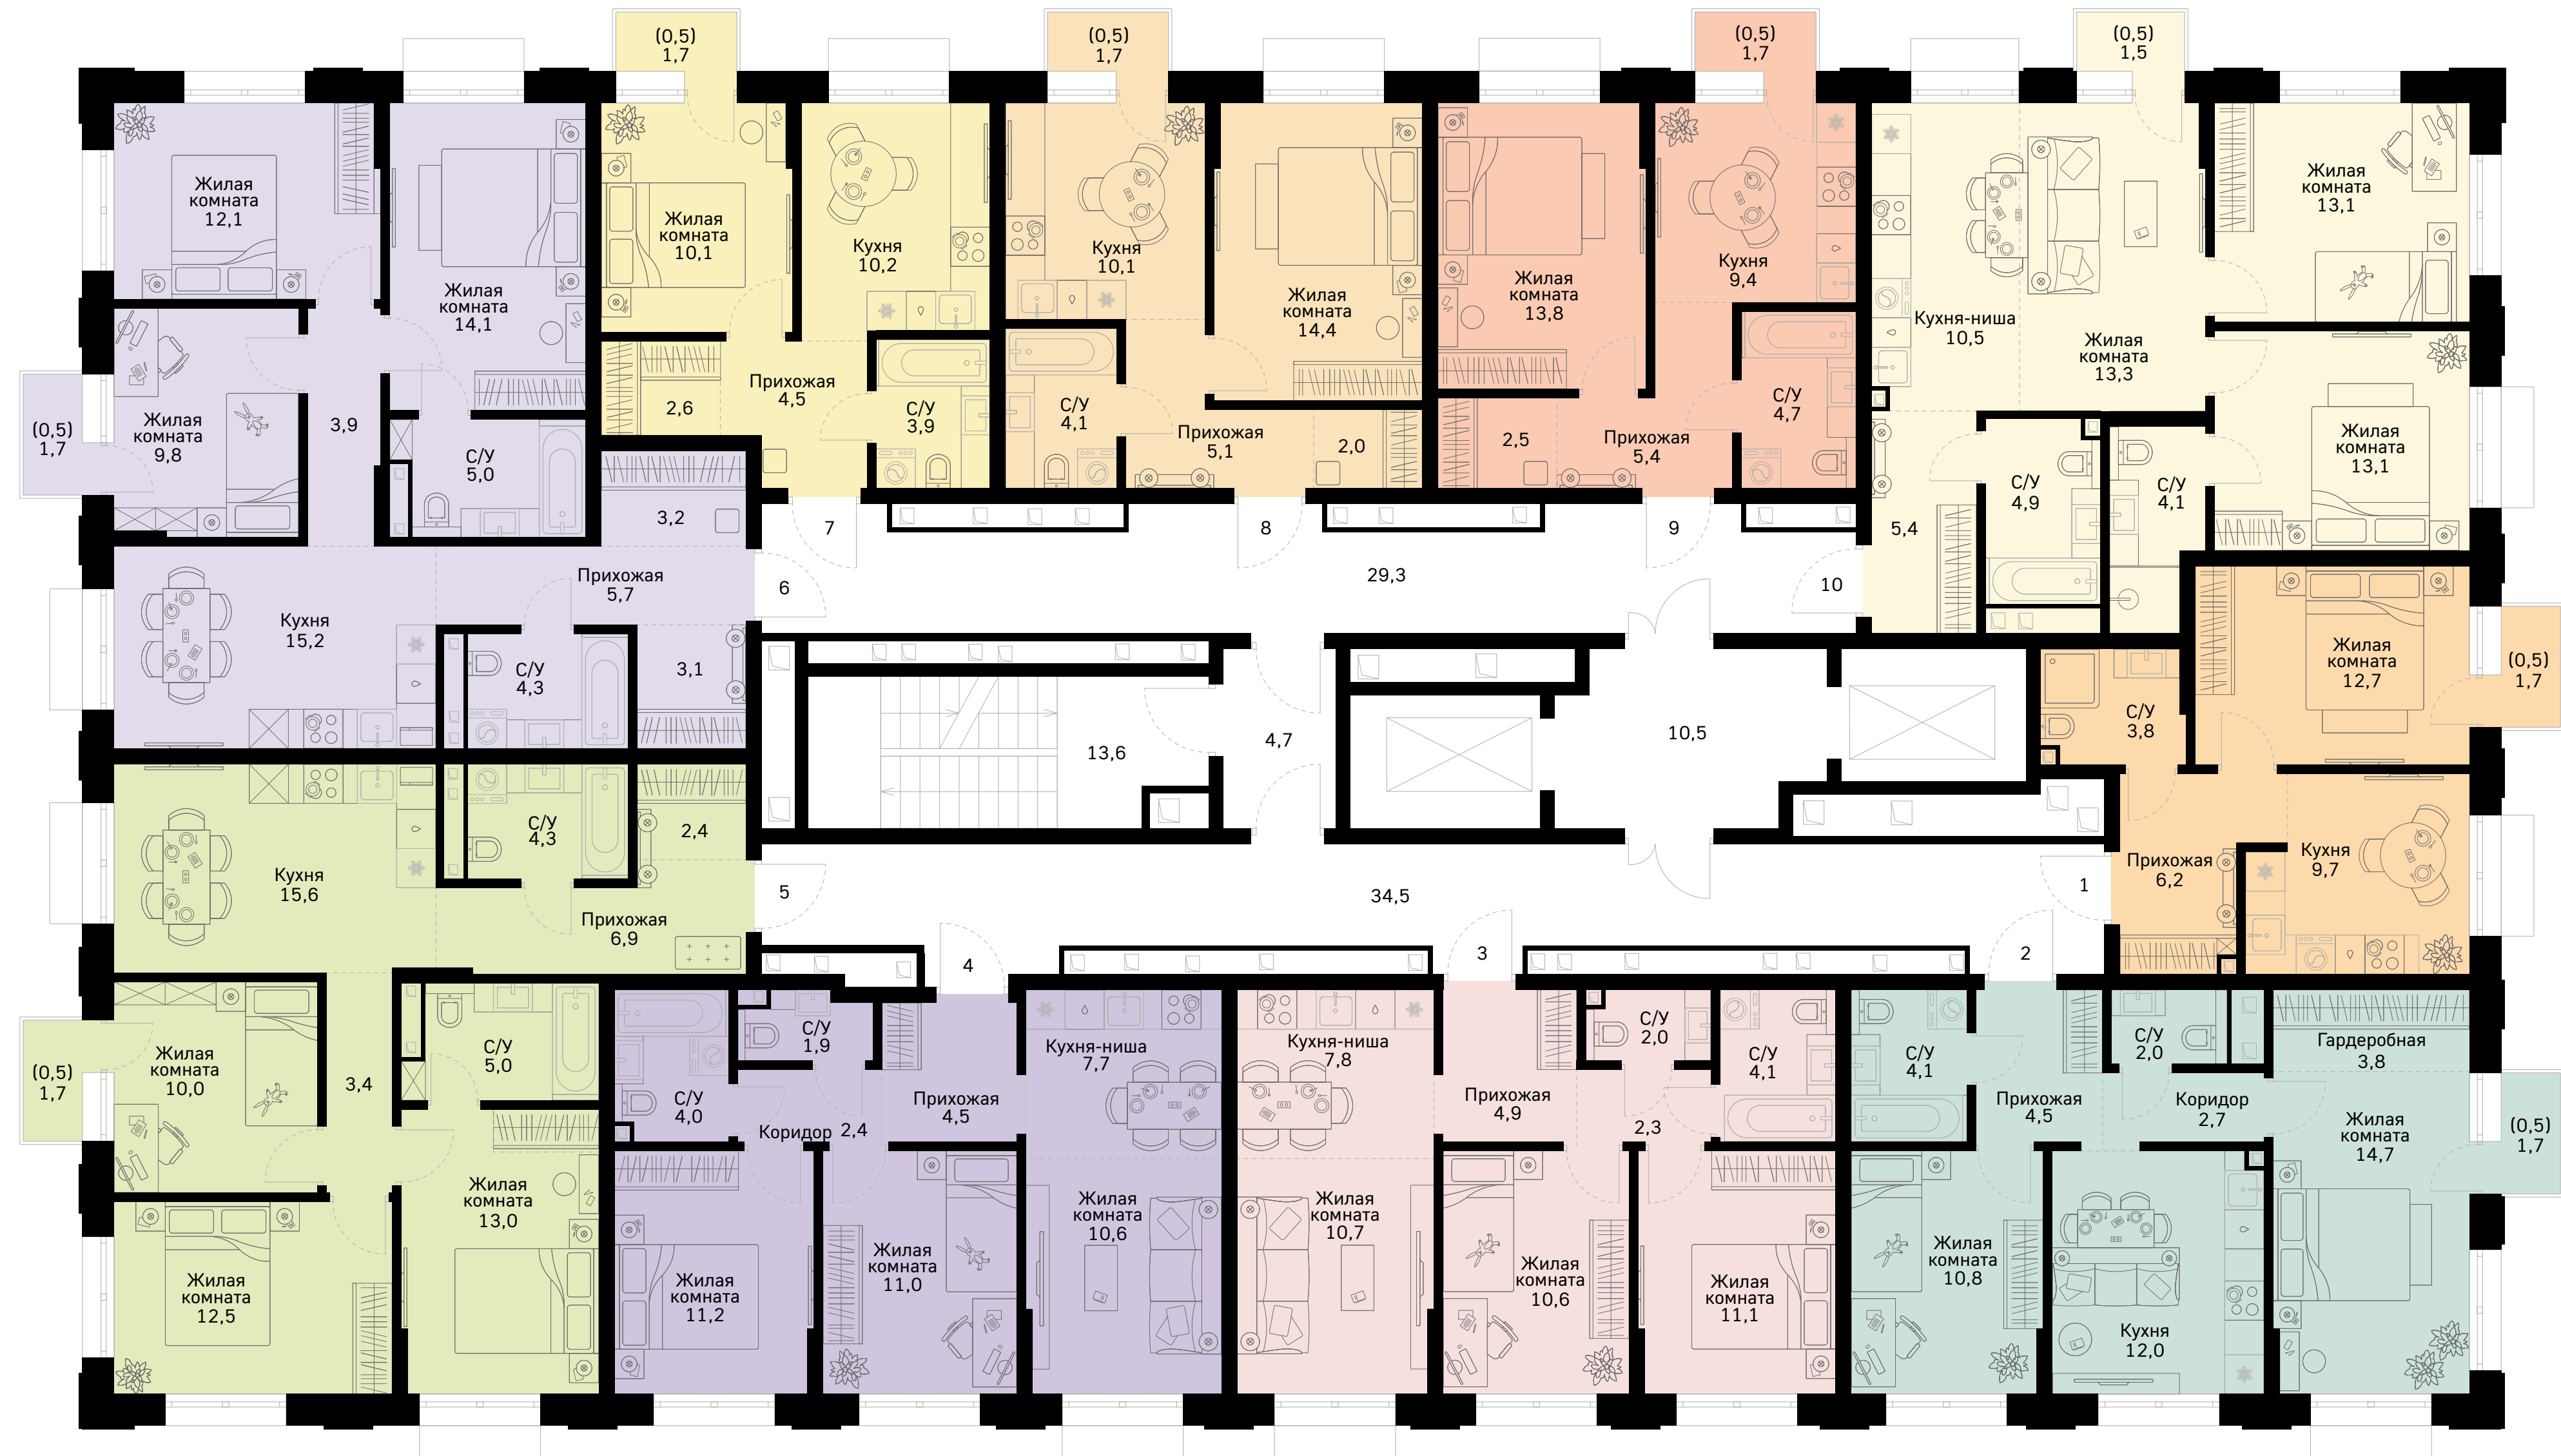 (0,5)
1,7
(0,5)
1,7
(0,5)
1,7
(0,5)
1,5
Жилая
комната
12,1
Жилая
комната
14,1
Жилая
комната
9,8
(0,5)
1,7
3,9
С/У
5,0
3,2
Прихожая
5,7
Кухня
15,2
С/У
4,3
3,1
6
Жилая
комната
10,1
Кухня
10,2
2,6
Прихожая
4,5
С/У
3,9
7
Кухня
10,1
Жилая
комната
14,4
С/У
4,1
Прихожая
5,1
2,0
8
Жилая
комната
13,8
Кухня
9,4
2,5
Прихожая
5,4
С/У
4,7
9
Кухня-ниша
10,5
Жилая
комната
13,3
Жилая
комната
13,1
Жилая
комната
13,1
С/У
4,9
С/У
4,1
5,4
10
29,3
13,6
4,7
10,5
34,5
Жилая
комната
12,7
(0,5)
1,7
С/У
3,8
Прихожая
6,2
Кухня
9,7
1
Кухня
15,6
С/У
4,3
2,4
Прихожая
6,9
5
Жилая
комната
10,0
(0,5)
1,7
3,4
С/У
5,0
Жилая
комната
13,0
Жилая
комната
12,5
4
С/У
1,9
С/У
4,0
Коридор 2,4
Прихожая
4,5
Кухня-ниша
7,7
Жилая
комната
11,2
Жилая
комната
11,0
Жилая
комната
10,6
3
Кухня-ниша
7,8
Прихожая
4,9
С/У
2,0
С/У
4,1
2,3
Жилая
комната
10,7
Жилая
комната
10,6
Жилая
комната
11,1
2
С/У
4,1
Прихожая
4,5
С/У
2,0
Коридор
2,7
Гардеробная
3,8
Жилая
комната
14,7
(0,5)
1,7
Жилая
комната
10,8
Кухня
12,0